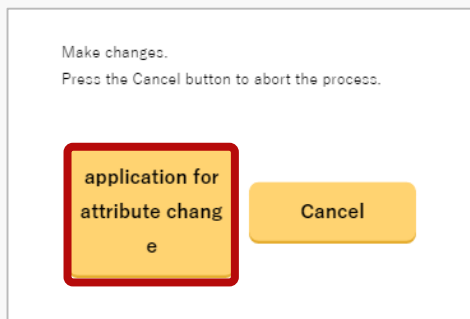 Make changes.
Press the Cancel button to abort the process.
application for
attribute chang
e
Cancel